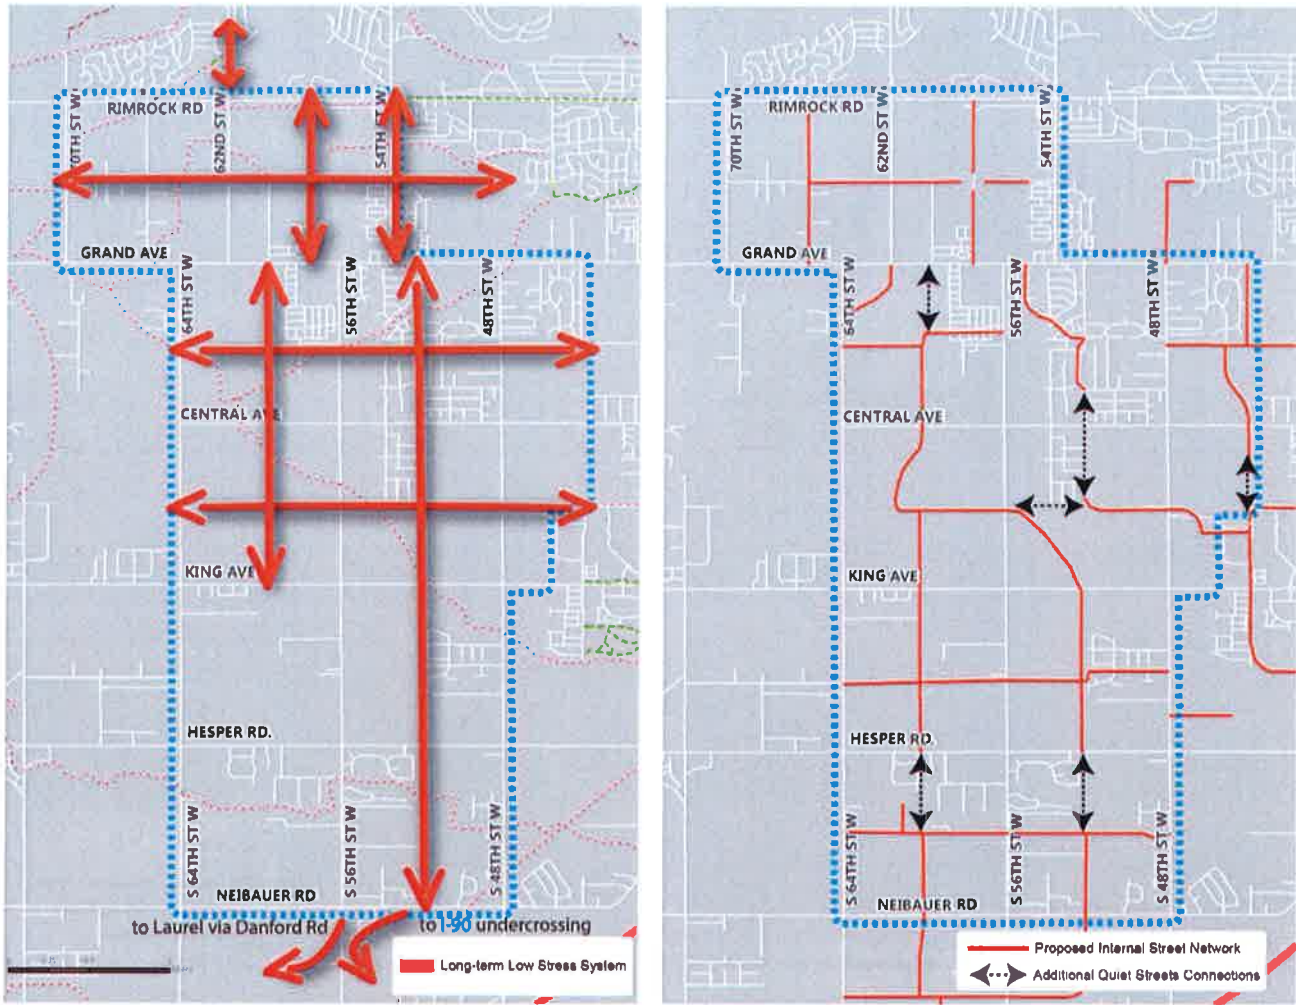 RIMROCK RD
70TH ST W
62ND ST W
54TH ST W
GRAND AVE
64TH ST W
56TH ST W
48TH ST W
CENTRAL AVE
KING AVE
HESPER RD.
S 64TH ST W
S 56TH ST W
S 48TH ST W
NEIBAUER RD
to Laurel via Danford Rd
to I-90 undercrossing
Long-term Low Stress System
RIMROCK RD
70TH ST W
62ND ST W
54TH ST W
GRAND AVE
64TH ST W
56TH ST W
48TH ST W
CENTRAL AVE
KING AVE
HESPER RD.
S 64TH ST W
S 56TH ST W
S 48TH ST W
NEIBAUER RD
Proposed Internal Street Network
Additional Quiet Streets Connections